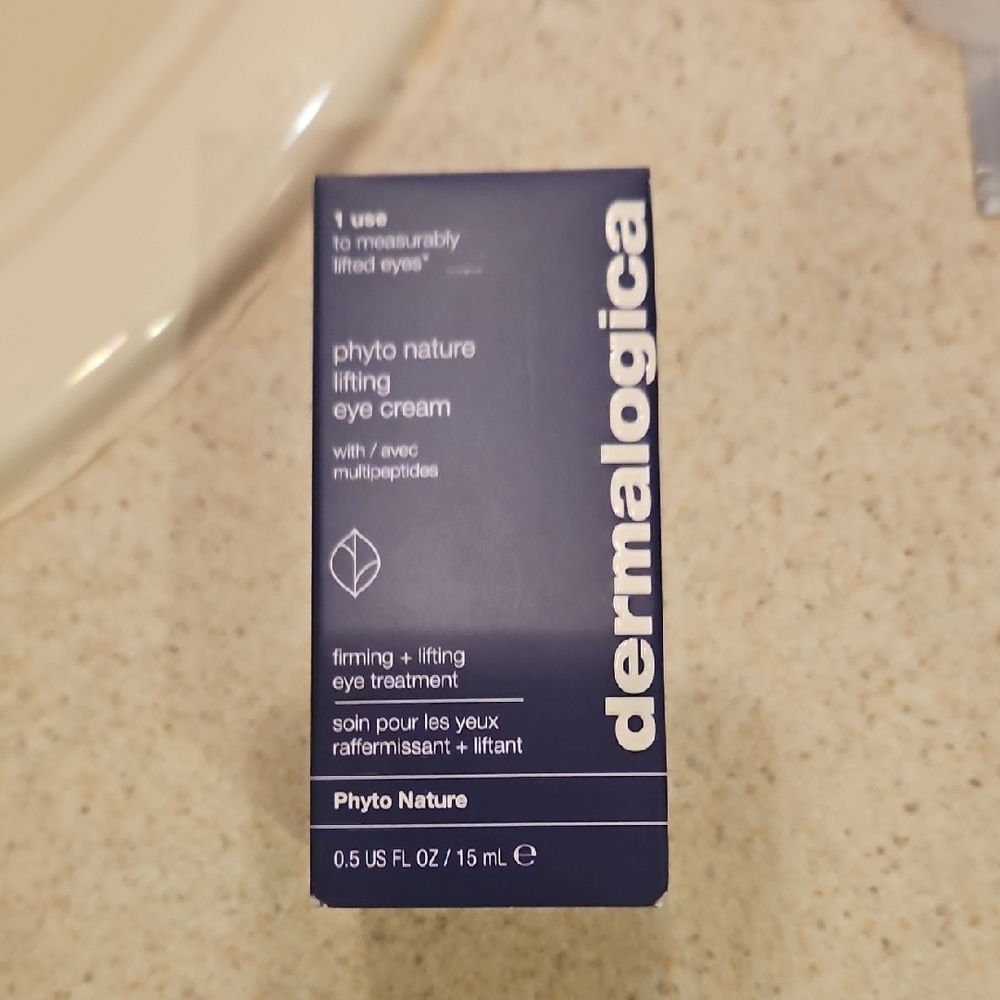 1 use
to measurably
lifted eyes*
phyto nature
lifting
eye cream
with / avec
multipeptides
firming + lifting
eye treatment
soin pour les yeux
raffermissant + liftant
Phyto Nature
0.5 US FL OZ / 15 mL ℮
dermalogica